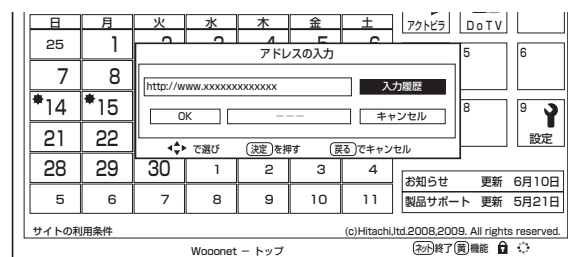 日 月 火 水 木 金 土 アクトビラ DoTV
25 1
アドレスの入力
5 6
7 8
http://www.xxxxxxxxxxxxx 入力履歴
14 15
OK --- キャンセル
8 9
設定
21 22
で選び 決定を押す 戻るでキャンセル
28 29 30 1 2 3 4
お知らせ 更新 6月10日
5 6 7 8 9 10 11
製品サポート 更新 5月21日
サイトの利用条件 (c)Hitachi,ltd.2008,2009. All rights reserved.
Wooonet － トップ ネット終了 黄機能